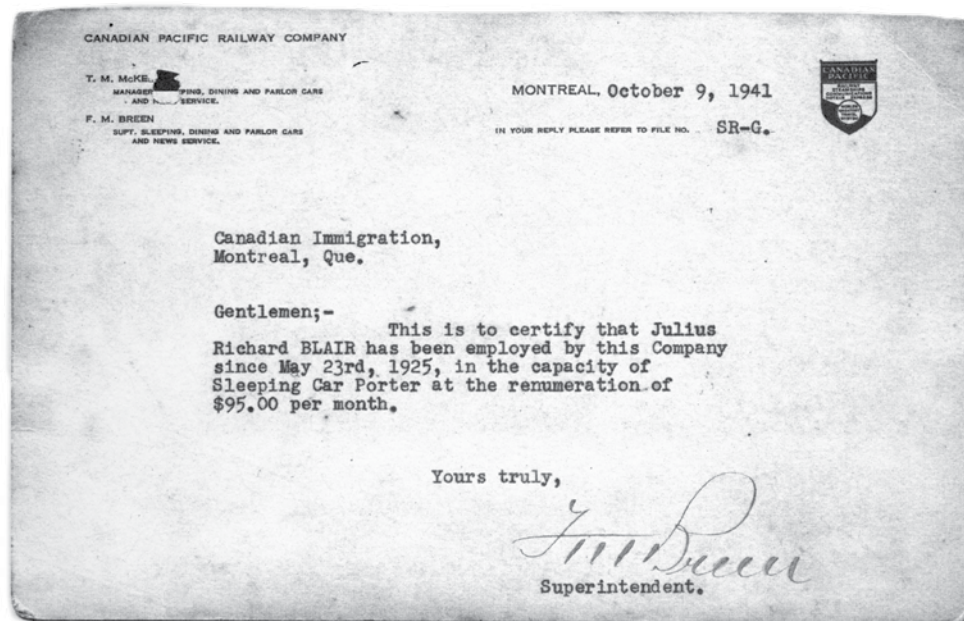 CANADIAN PACIFIC RAILWAY COMPANY
T. M.
MANAGER DINING AND PARLOR CARS
AND SERVICE.
F. M. BREEN
SUPT. SLEEPING, DINING AND PARLOR CARS
AND NEWS SERVICE.
MONTREAL, October 9, 1941
IN YOUR REPLY PLEASE REFER TO FILE NO. SR-G.
CANADIAN
PACIFIC
Canadian Immigration,
Montreal, Que.
Gentlemen;-
This is to certify that Julius
Richard BLAIR has been employed by this Company
since May 23rd, 1925, in the capacity of
Sleeping Car Porter at the renumeration of
$95.00 per month.
Yours truly,
F M Breen
Superintendent.